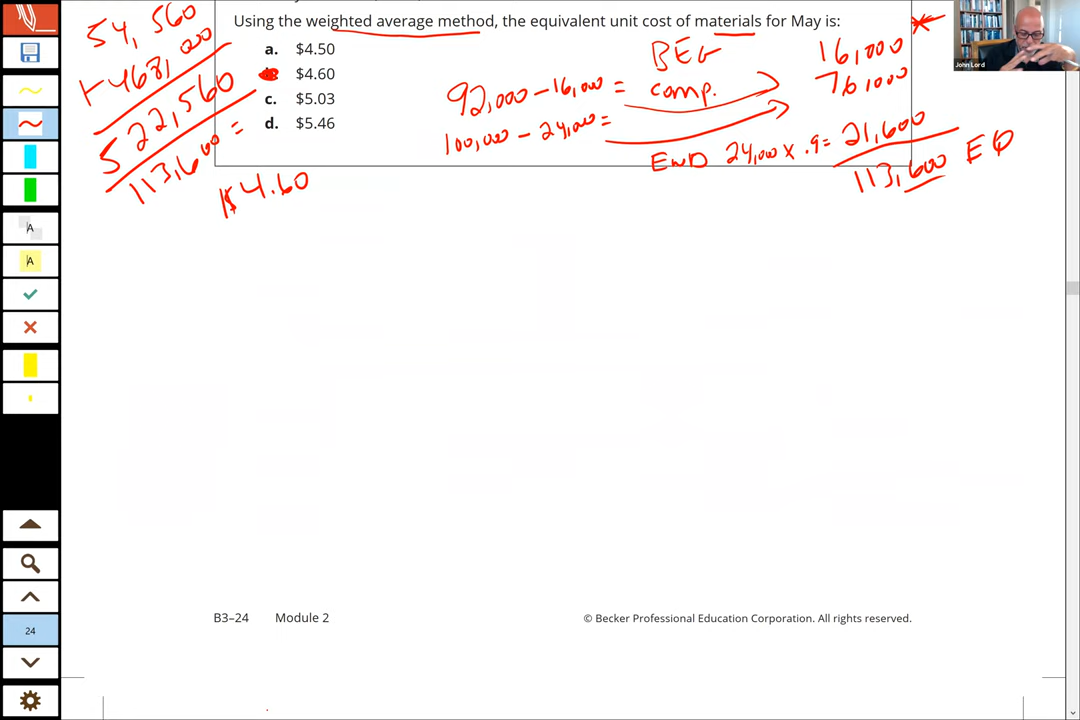 Using the weighted average method, the equivalent unit cost of materials for May is:
a. $4.50
$4.60
c. $5.03
d. $5.46
54,560
+468,000
522,560 =
113,600
$4.60
BEG 16,000
92,000 - 16,000 = comp. 76,000
100,000 - 24,000 =
END 24,000 x .9 = 21,600
113,600 EQ
John Lord
A
A
24
B3–24 Module 2 © Becker Professional Education Corporation. All rights reserved.